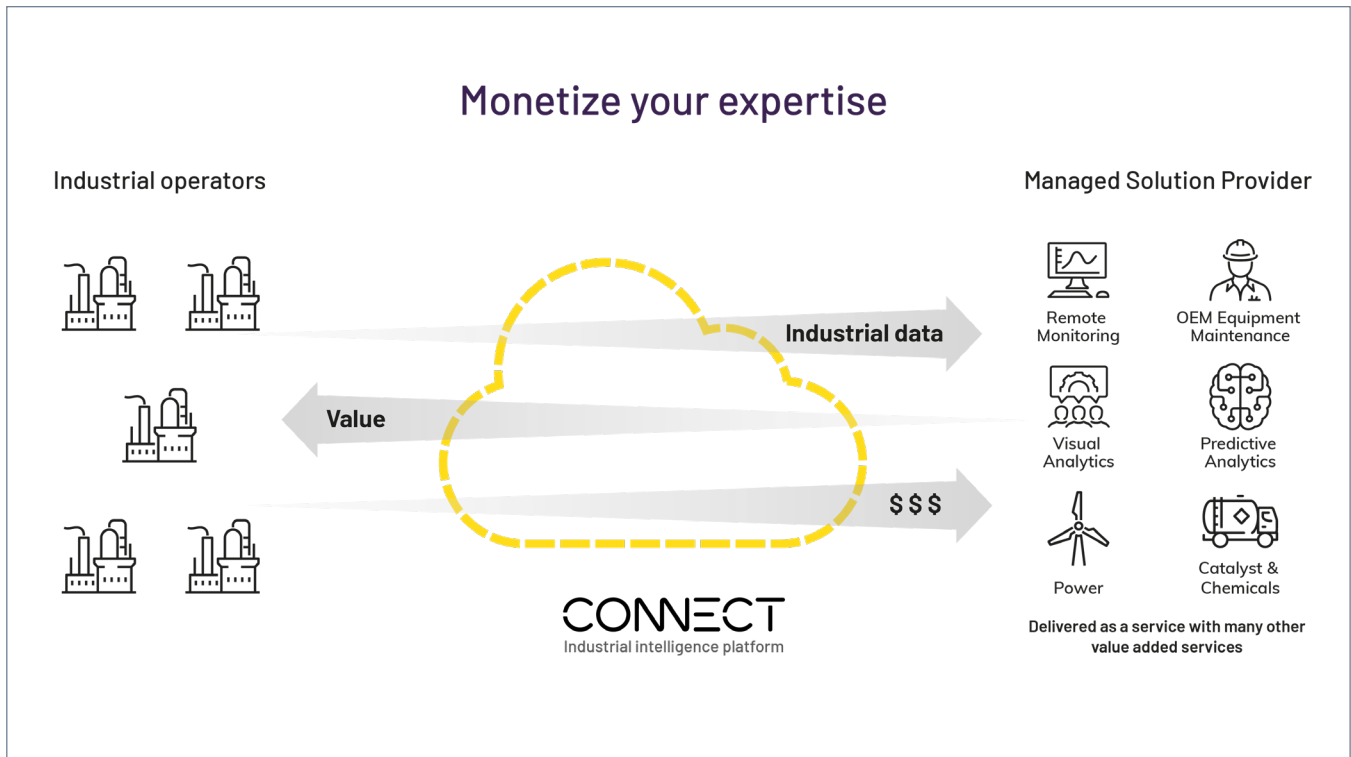 Monetize your expertise
Industrial operators
Managed Solution Provider
Industrial data
Value
$ $ $
Remote
Monitoring
OEM Equipment
Maintenance
Visual
Analytics
Predictive
Analytics
Power
Catalyst &
Chemicals
Delivered as a service with many other
value added services
CONNECT
Industrial intelligence platform